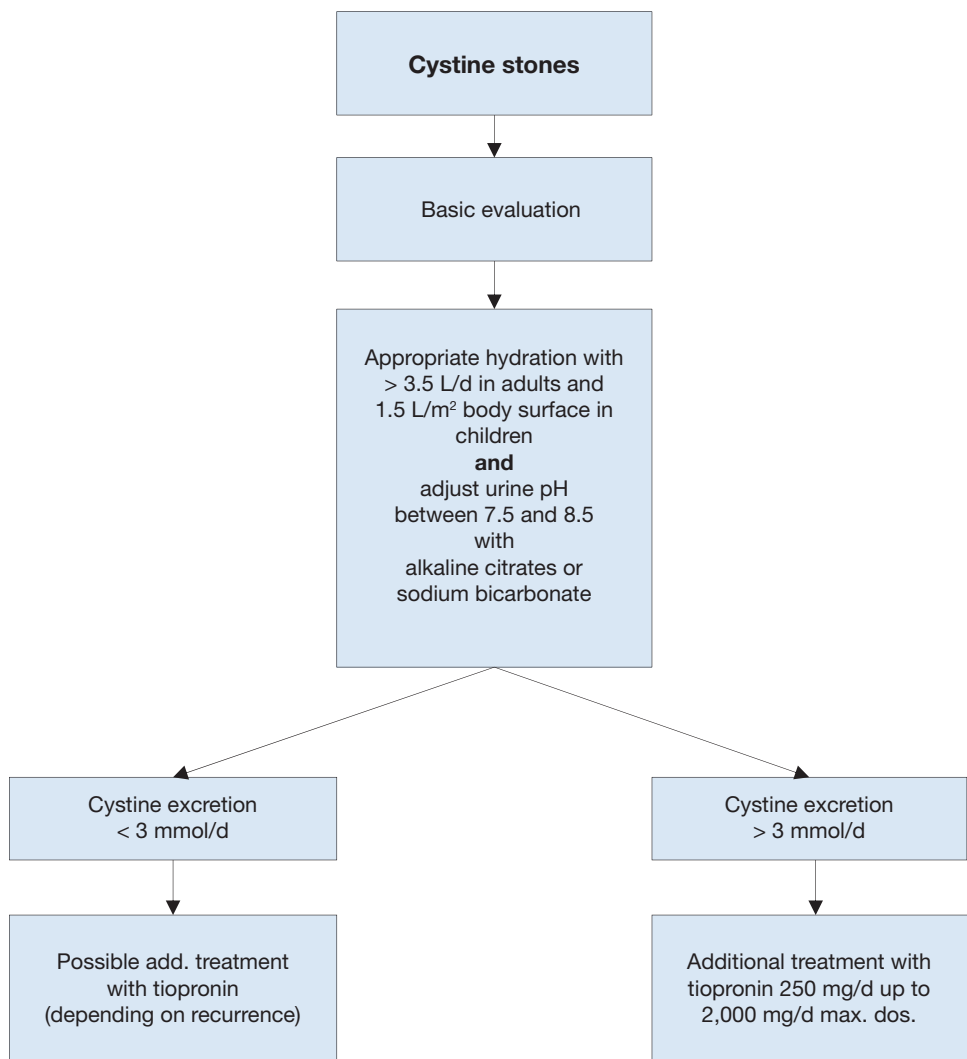 Cystine stones
Basic evaluation
Appropriate hydration with
> 3.5 L/d in adults and
1.5 L/m² body surface in
children
and
adjust urine pH
between 7.5 and 8.5
with
alkaline citrates or
sodium bicarbonate
Cystine excretion
< 3 mmol/d
Cystine excretion
> 3 mmol/d
Possible add. treatment
with tiopronin
(depending on recurrence)
Additional treatment with
tiopronin 250 mg/d up to
2,000 mg/d max. dos.